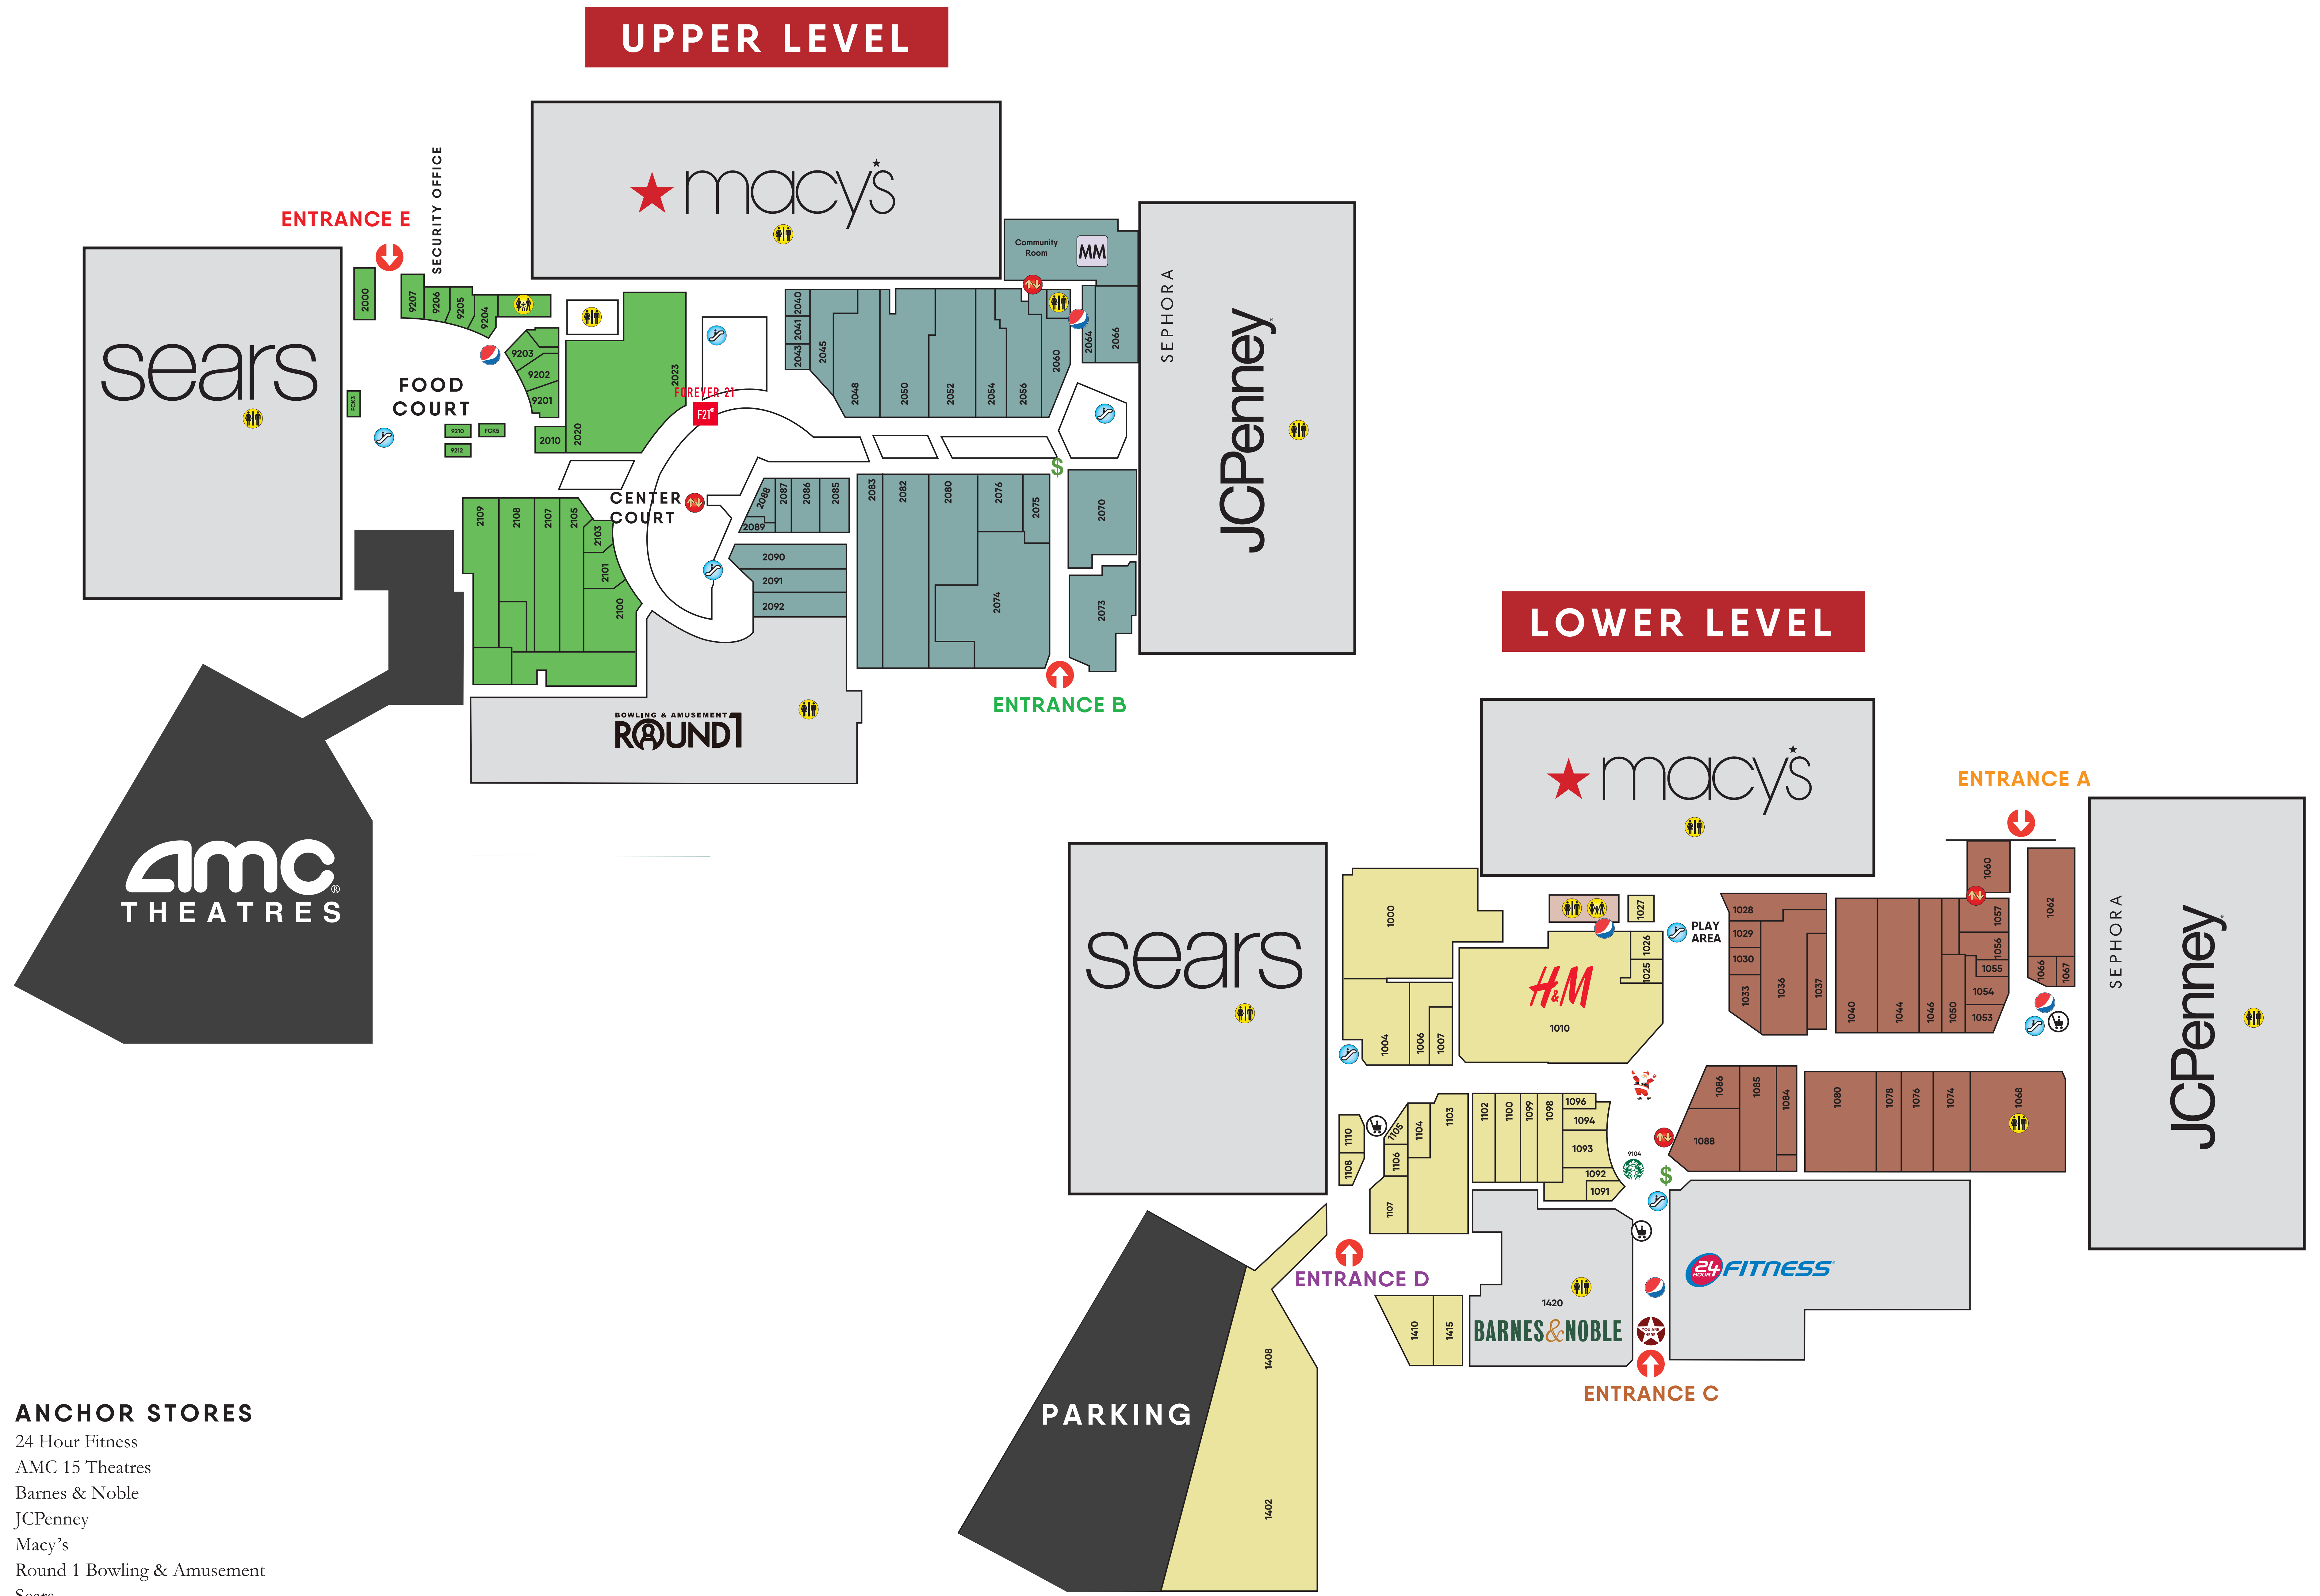 UPPER LEVEL
macy's
SECURITY OFFICE
ENTRANCE E
Community
Room
MM
SEPHORA
JCPenney
sears
2000
9207
9206
9205
9204
9203
9202
9201
FOOD
COURT
FCK3
9210
FCK5
9212
2010
2020
2023
FOREVER 21
F21
2040
2041
2043
2045
2048
2050
2052
2054
2056
2060
2064
2066
$
CENTER
COURT
2109
2108
2107
2105
2103
2101
2100
2088
2087
2086
2085
2089
2090
2091
2092
2083
2082
2080
2076
2075
2074
2070
2073
ENTRANCE B
BOWLING & AMUSEMENT
ROUND1
amc®
THEATRES
LOWER LEVEL
macy's
ENTRANCE A
SEPHORA
JCPenney
sears
1000
1004
1006
1007
H&M
1010
1027
1026
1025
PLAY
AREA
1028
1029
1030
1033
1036
1037
1040
1044
1046
1050
1060
1057
1056
1055
1054
1053
1062
1066
1067
1110
1108
1105
1106
1107
1104
1103
1102
1100
1099
1098
1096
1094
1093
1092
1091
9104
$
1086
1085
1084
1088
1080
1078
1076
1074
1068
ENTRANCE D
1410
1415
1420
BARNES&NOBLE
24
HOUR
FITNESS
YOU ARE
HERE
ENTRANCE C
PARKING
1408
1402
ANCHOR STORES
24 Hour Fitness
AMC 15 Theatres
Barnes & Noble
JCPenney
Macy's
Round 1 Bowling & Amusement
Sears